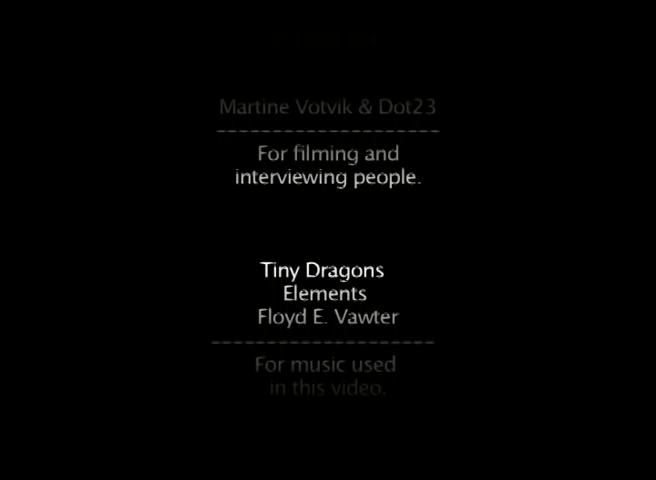 Martine Votvik & Dot23
--------------------
For filming and
interviewing people.
Tiny Dragons
Elements
Floyd E. Vawter
--------------------
For music used
in this video.